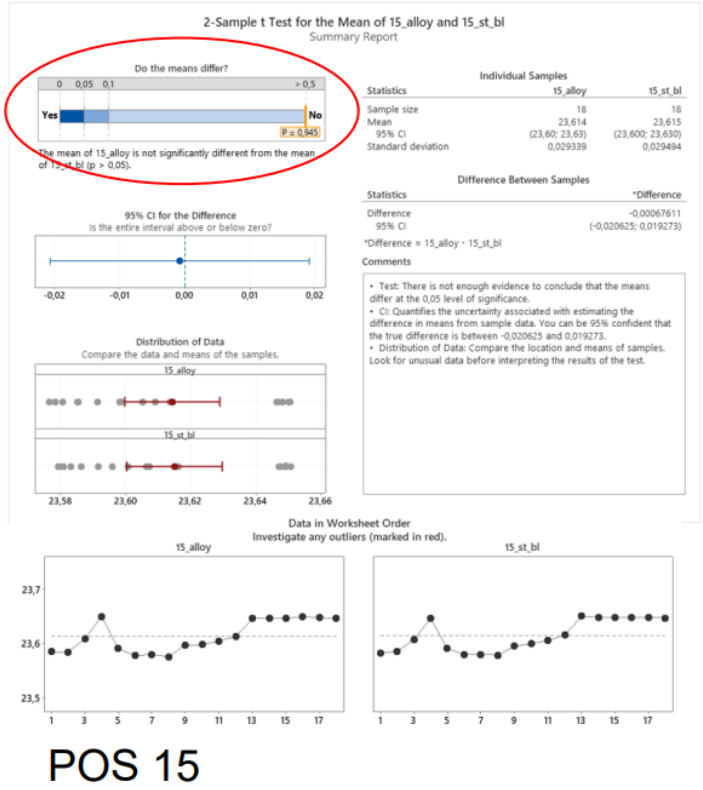 2-Sample t Test for the Mean of 15_alloy and 15_st_bl
Summary Report
Do the means differ?
0 0,05 0,1 > 0,5
Yes No
P = 0,945
The mean of 15_alloy is not significantly different from the mean
of 15_st_bl (p > 0,05).
Individual Samples
Statistics 15_alloy 15_st_bl
Sample size 18 18
Mean 23,614 23,615
95% CI (23,60; 23,63) (23,600; 23,630)
Standard deviation 0,029339 0,029494
Difference Between Samples
Statistics *Difference
Difference -0,00067611
95% CI (-0,020625; 0,019273)
*Difference = 15_alloy - 15_st_bl
95% CI for the Difference
Is the entire interval above or below zero?
-0,02 -0,01 0,00 0,01 0,02
Comments
• Test: There is not enough evidence to conclude that the means
differ at the 0,05 level of significance.
• CI: Quantifies the uncertainty associated with estimating the
difference in means from sample data. You can be 95% confident that
the true difference is between -0,020625 and 0,019273.
• Distribution of Data: Compare the location and means of samples.
Look for unusual data before interpreting the results of the test.
Distribution of Data
Compare the data and means of the samples.
15_alloy
15_st_bl
23,58 23,60 23,62 23,64 23,66
Data in Worksheet Order
Investigate any outliers (marked in red).
15_alloy 15_st_bl
23,7
23,6
23,5
1 3 5 7 9 11 13 15 17 1 3 5 7 9 11 13 15 17
POS 15